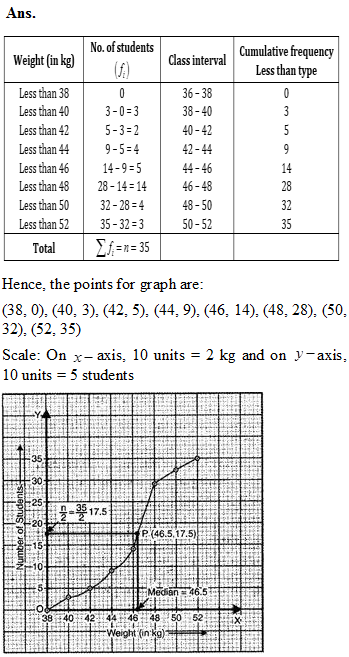 Ans.
Weight (in kg) No. of students (fᵢ) Class interval Cumulative frequency Less than type
Less than 38 0 36 – 38 0
Less than 40 3 – 0 = 3 38 – 40 3
Less than 42 5 – 3 = 2 40 – 42 5
Less than 44 9 – 5 = 4 42 – 44 9
Less than 46 14 – 9 = 5 44 – 46 14
Less than 48 28 – 14 = 14 46 – 48 28
Less than 50 32 – 28 = 4 48 – 50 32
Less than 52 35 – 32 = 3 50 – 52 35
Total ∑fᵢ = n = 35
Hence, the points for graph are:
(38, 0), (40, 3), (42, 5), (44, 9), (46, 14), (48, 28), (50,
32), (52, 35)
Scale: On x – axis, 10 units = 2 kg and on y – axis,
10 units = 5 students
Y
35
30
25
n/2 = 35/2 17.5
20
P (46.5, 17.5)
15
10
5
Median = 46.5
O
38 40 42 44 46 48 50 52 X
Number of Students
Weight (in kg)